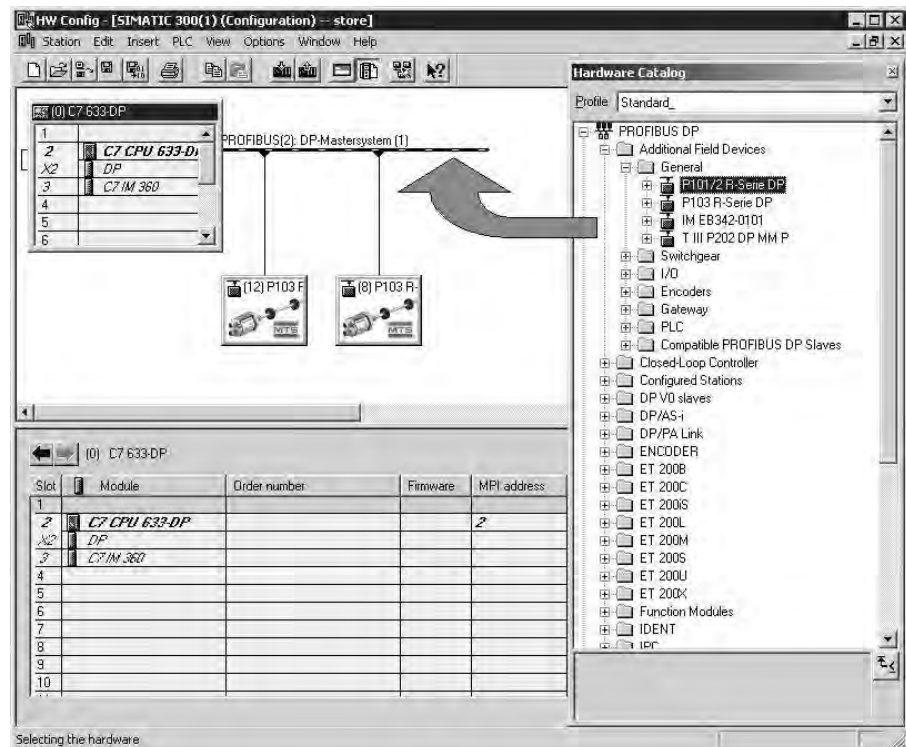 HW Config - [SIMATIC 300(1) (Configuration) -- store]
Station Edit Insert PLC View Options Window Help
Hardware Catalog
Profile Standard_
(0) C7 633-DP
1
2 C7 CPU 633-D
X2 DP
3 C7 IM 360
4
5
6
PROFIBUS(2): DP-Mastersystem (1)
(12) P103 F
MTS
(8) P103 R-
MTS
PROFIBUS DP
Additional Field Devices
General
P101/2 R-Serie DP
P103 R-Serie DP
IM EB342-0101
T III P202 DP MM P
Switchgear
I/O
Encoders
Gateway
PLC
Compatible PROFIBUS DP Slaves
Closed-Loop Controller
Configured Stations
DP V0 slaves
DP/AS-i
DP/PA Link
ENCODER
ET 200B
ET 200C
ET 200iS
ET 200L
ET 200M
ET 200S
ET 200U
ET 200X
Function Modules
IDENT
IPC
(0) C7 633-DP
Slot Module Order number Firmware MPI address
1
2 C7 CPU 633-DP 2
X2 DP
3 C7 IM 360
4
5
6
7
8
9
10
Selecting the hardware